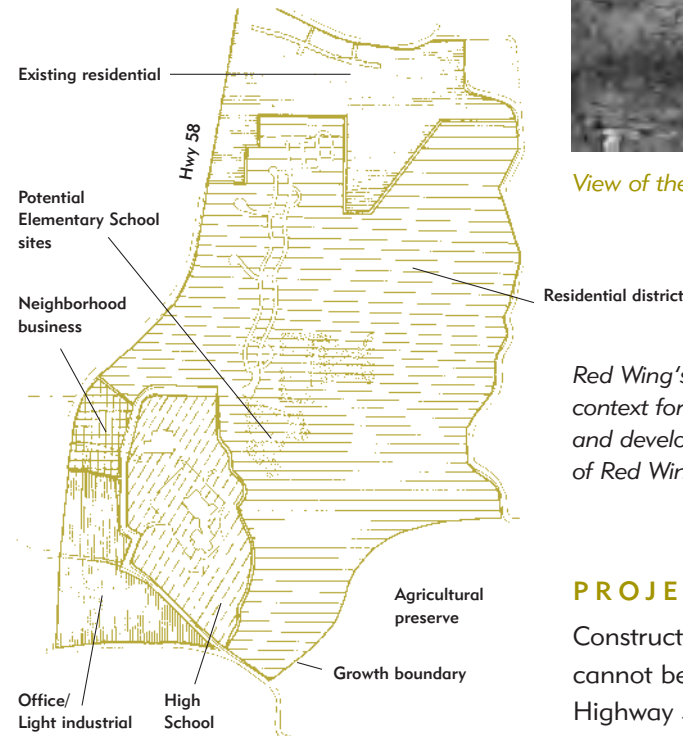 Existing residential
Hwy 58
Potential
Elementary School
sites
Neighborhood
business
Residential district
Agricultural
preserve
Growth boundary
Office/
Light industrial
High
School
View of the
Red Wing's
context for
and develo
of Red Win
PROJE
Construct
cannot be
Highway